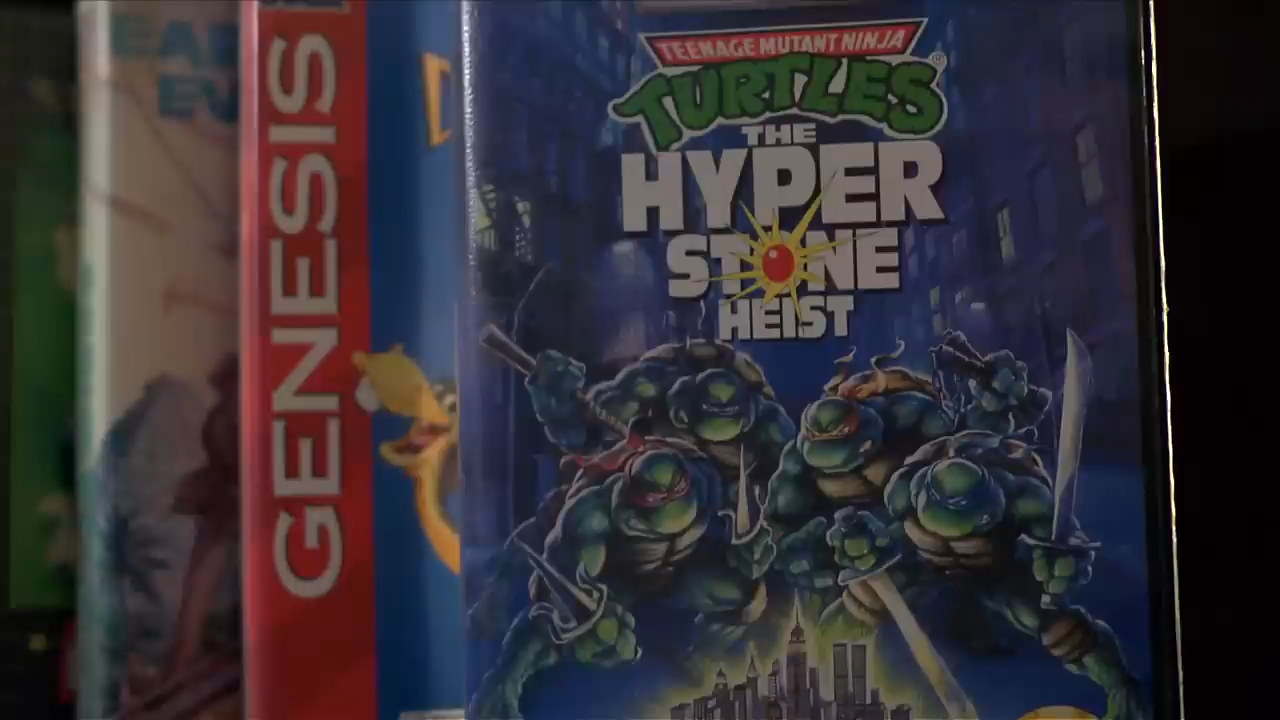 GENESIS
TEENAGE MUTANT NINJA
TURTLES®
THE
HYPER
STONE
HEIST